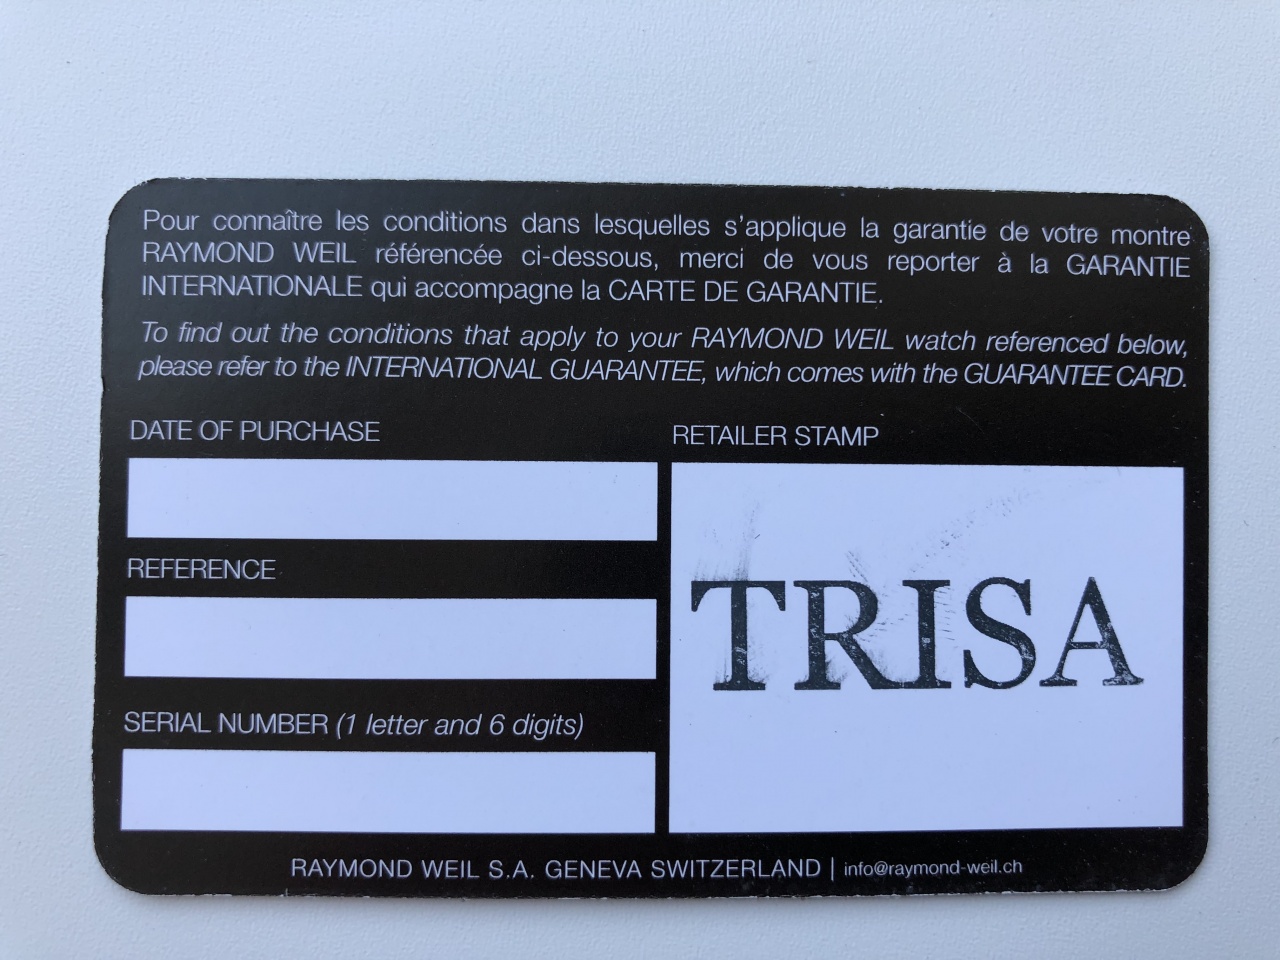 Pour connaître les conditions dans lesquelles s'applique la garantie de votre montre
RAYMOND WEIL référéncée ci-dessous, merci de vous reporter à la GARANTIE
INTERNATIONALE qui accompagne la CARTE DE GARANTIE.
To find out the conditions that apply to your RAYMOND WEIL watch referenced below,
please refer to the INTERNATIONAL GUARANTEE, which comes with the GUARANTEE CARD.
DATE OF PURCHASE
REFERENCE
SERIAL NUMBER (1 letter and 6 digits)
RETAILER STAMP
TRISA
RAYMOND WEIL S.A. GENEVA SWITZERLAND | info@raymond-weil.ch